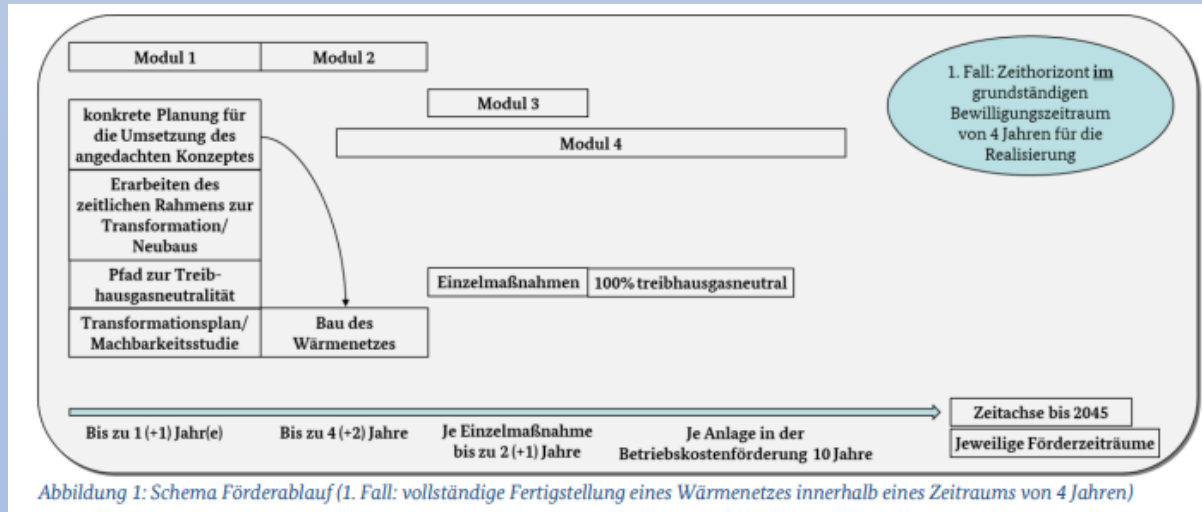 Modul 1
Modul 2
1. Fall: Zeithorizont im
grundständigen
Bewilligungszeitraum
von 4 Jahren für die
Realisierung
Modul 3
konkrete Planung für
die Umsetzung des
angedachten Konzeptes
Modul 4
Erarbeiten des
zeitlichen Rahmens zur
Transformation/
Neubaus
Pfad zur Treib-
hausgasneutralität
Einzelmaßnahmen
100% treibhausgasneutral
Transformationsplan/
Machbarkeitsstudie
Bau des
Wärmenetzes
Bis zu 1 (+1) Jahr(e)
Bis zu 4 (+2) Jahre
Je Einzelmaßnahme
bis zu 2 (+1) Jahre
Je Anlage in der
Betriebskostenförderung 10 Jahre
Zeitachse bis 2045
Jeweilige Förderzeiträume
Abbildung 1: Schema Förderablauf (1. Fall: vollständige Fertigstellung eines Wärmenetzes innerhalb eines Zeitraums von 4 Jahren)